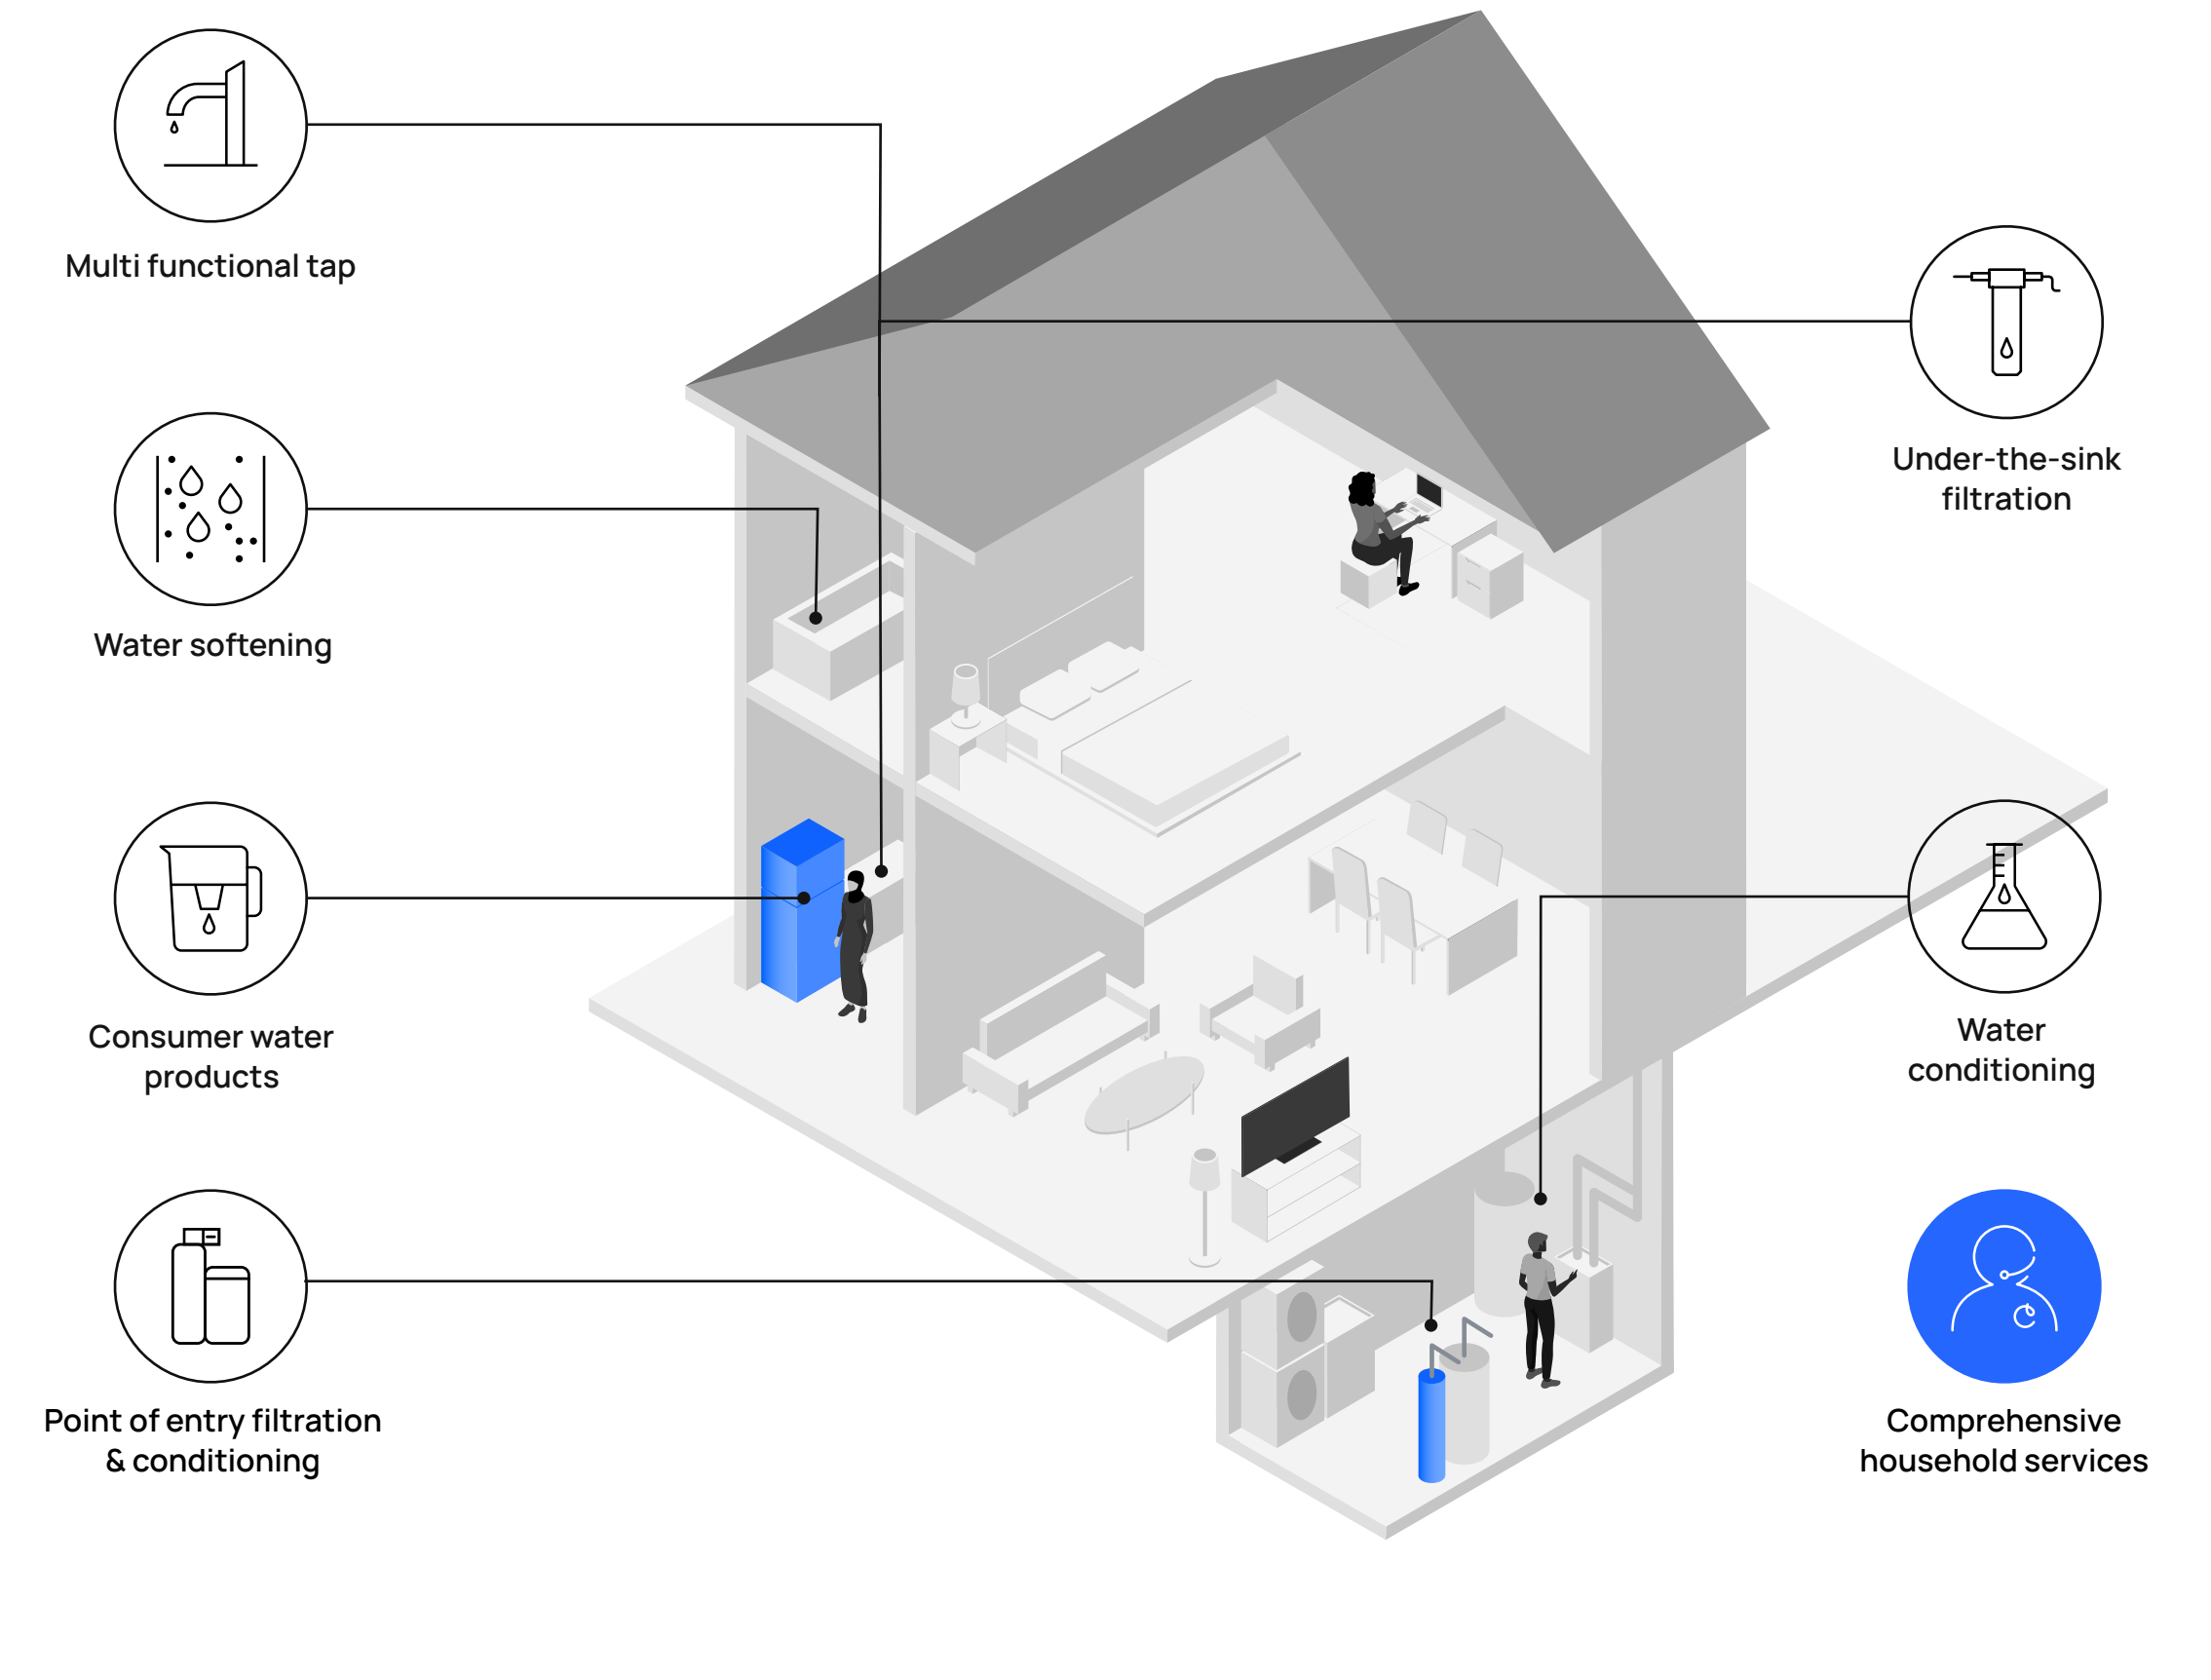 Multi functional tap
Water softening
Consumer water
products
Point of entry filtration
& conditioning
Under-the-sink
filtration
Water
conditioning
Comprehensive
household services